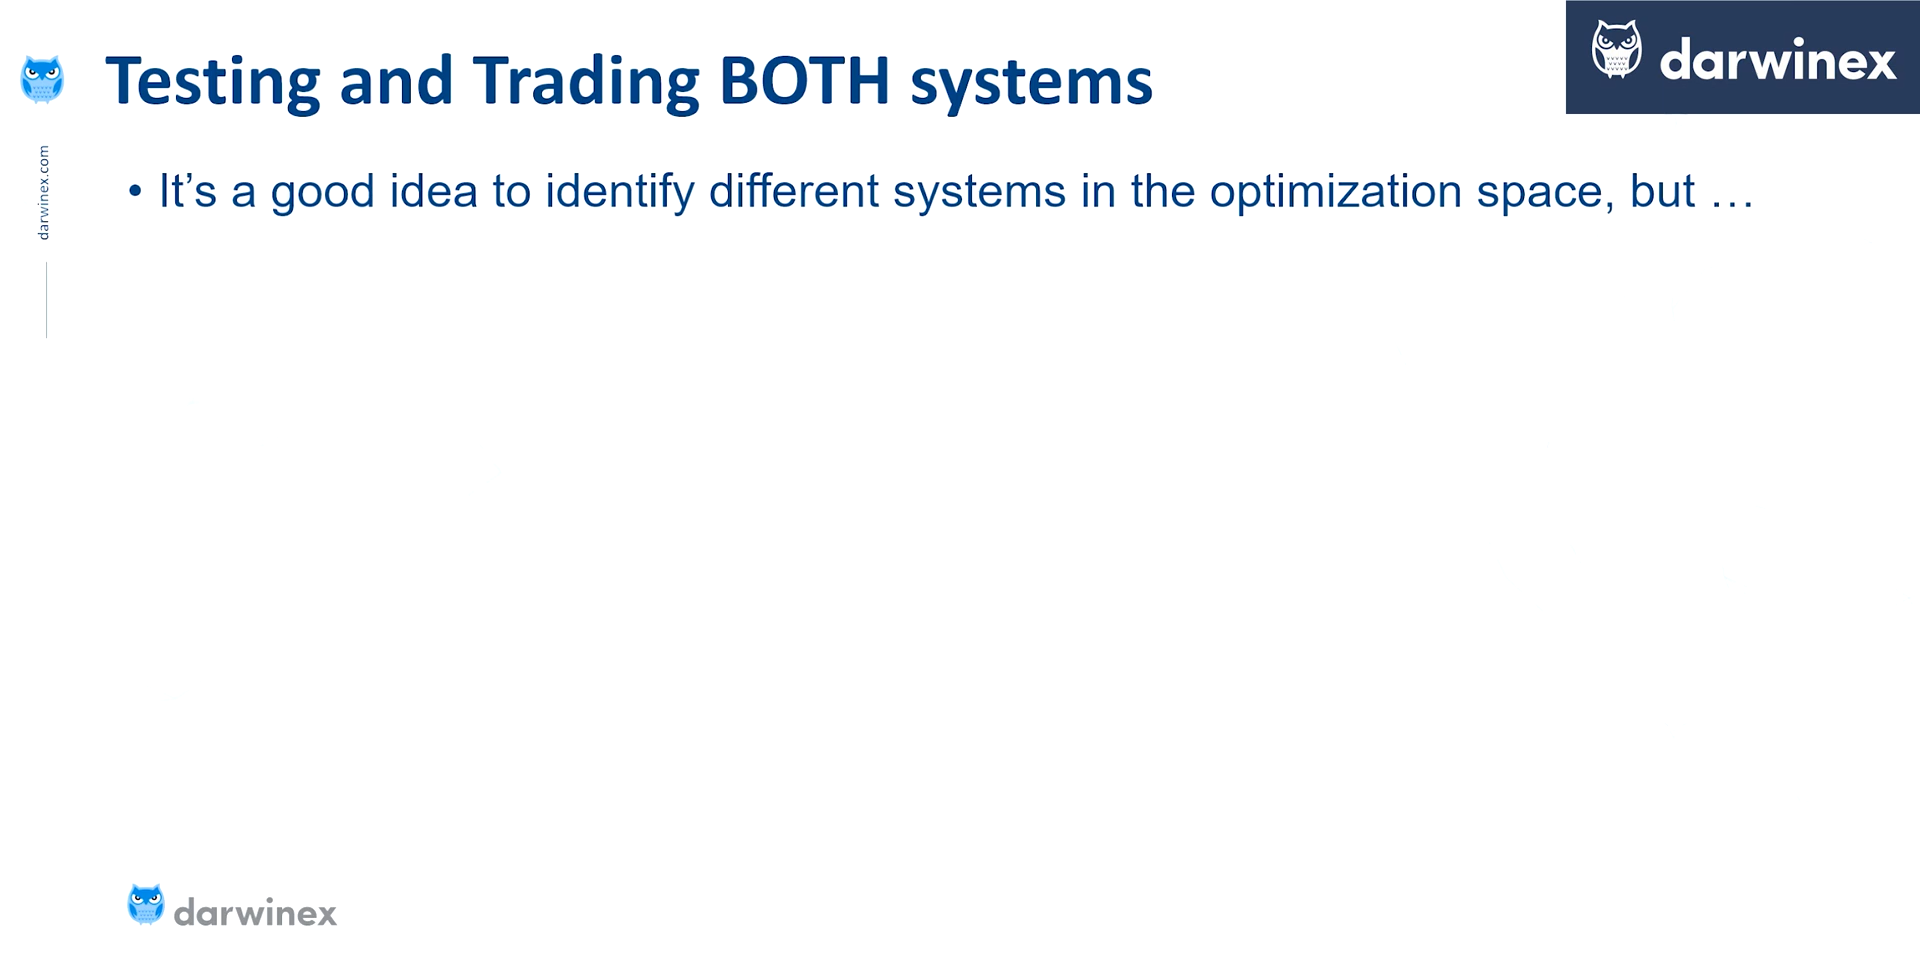 darwinex
Testing and Trading BOTH systems
darwinex.com
• It’s a good idea to identify different systems in the optimization space, but …
darwinex